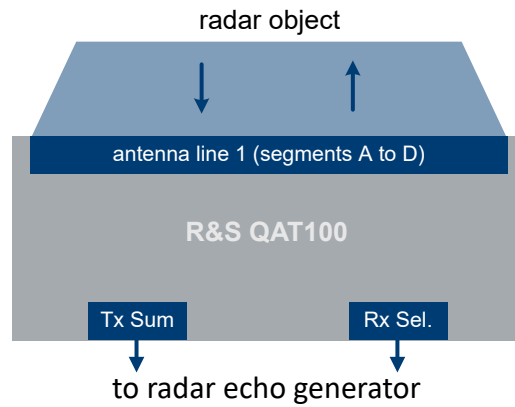 radar object
antenna line 1 (segments A to D)
R&S QAT100
Tx Sum
Rx Sel.
to radar echo generator